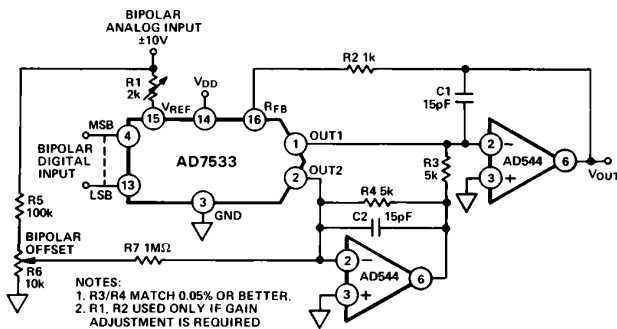 BIPOLAR
ANALOG INPUT
±10V
R1
2k
VDD
R2 1k
C1
15pF
VREF
RFB
15
14
16
MSB
4
BIPOLAR
DIGITAL
INPUT
LSB
13
AD7533
1
OUT1
2
OUT2
3
GND
R3
5k
R4 5k
C2
15pF
2
–
3
+
AD544
6
VOUT
R5
100k
BIPOLAR
OFFSET
R6
10k
R7 1MΩ
2
–
3
+
AD544
6
NOTES:
1. R3/R4 MATCH 0.05% OR BETTER.
2. R1, R2 USED ONLY IF GAIN
ADJUSTMENT IS REQUIRED